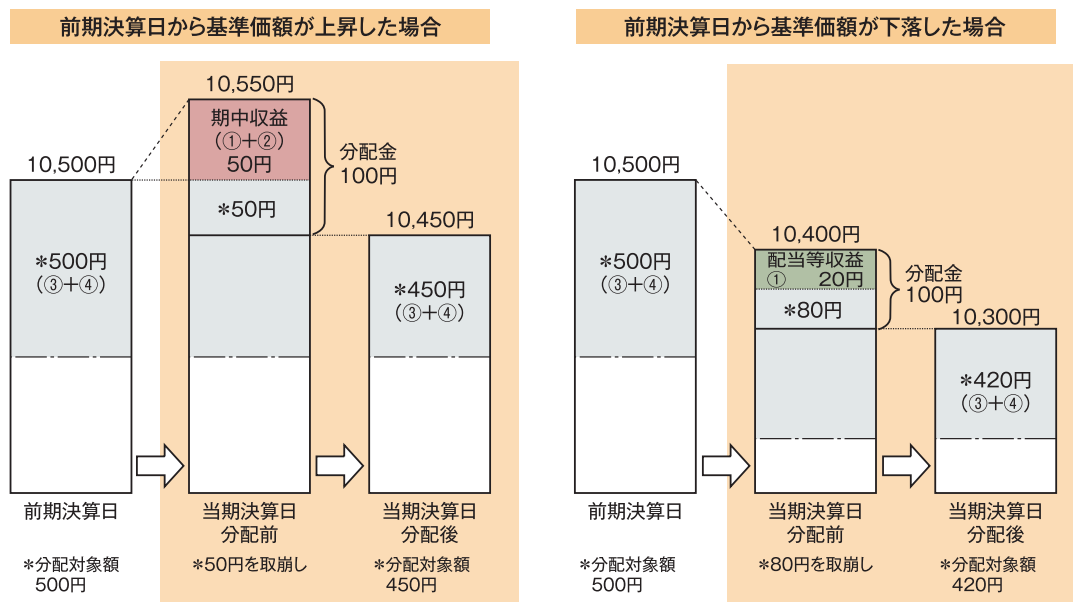 前期決算日から基準価額が上昇した場合
10,550円
期中収益
(①＋②)
50円
分配金
100円
10,500円
＊50円
10,450円
＊500円
(③＋④)
＊450円
(③＋④)
前期決算日
当期決算日
分配前
当期決算日
分配後
＊分配対象額
500円
＊50円を取崩し
＊分配対象額
450円
前期決算日から基準価額が下落した場合
10,500円
10,400円
配当等収益
① 20円
分配金
100円
＊500円
(③＋④)
＊80円
10,300円
＊420円
(③＋④)
前期決算日
当期決算日
分配前
当期決算日
分配後
＊分配対象額
500円
＊80円を取崩し
＊分配対象額
420円